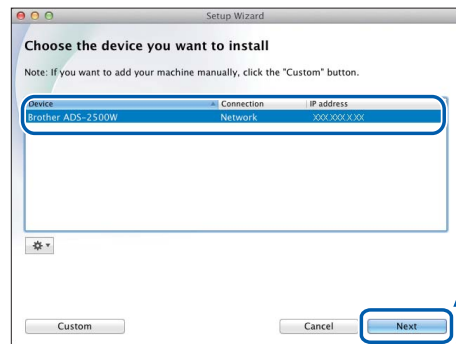 Setup Wizard
Choose the device you want to install
Note: If you want to add your machine manually, click the "Custom" button.
Device Connection IP address
Brother ADS-2500W Network XXX.XXX.X.XX
Custom Cancel Next